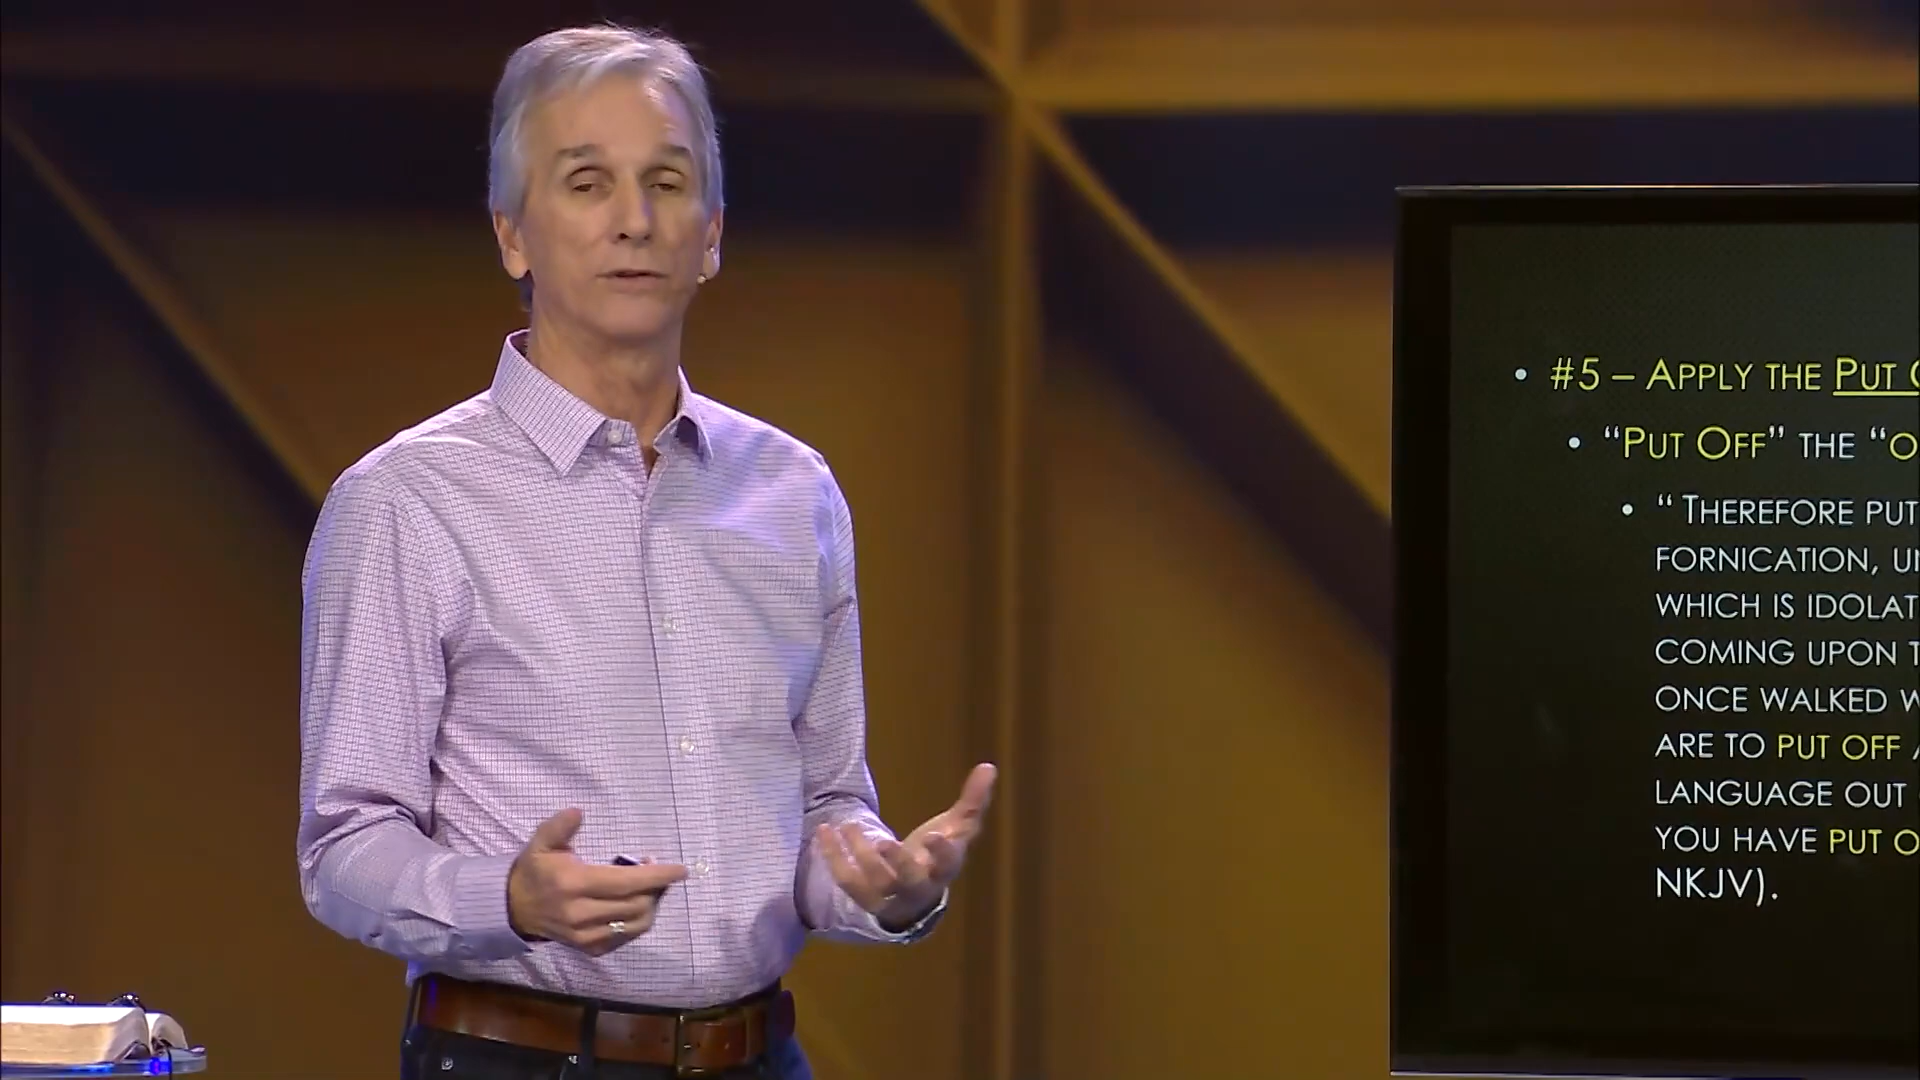 • #5 – APPLY THE PUT
• “PUT OFF” THE “O
• “ THEREFORE PUT
FORNICATION, UN
WHICH IS IDOLAT
COMING UPON T
ONCE WALKED W
ARE TO PUT OFF A
LANGUAGE OUT
YOU HAVE PUT O
NKJV).